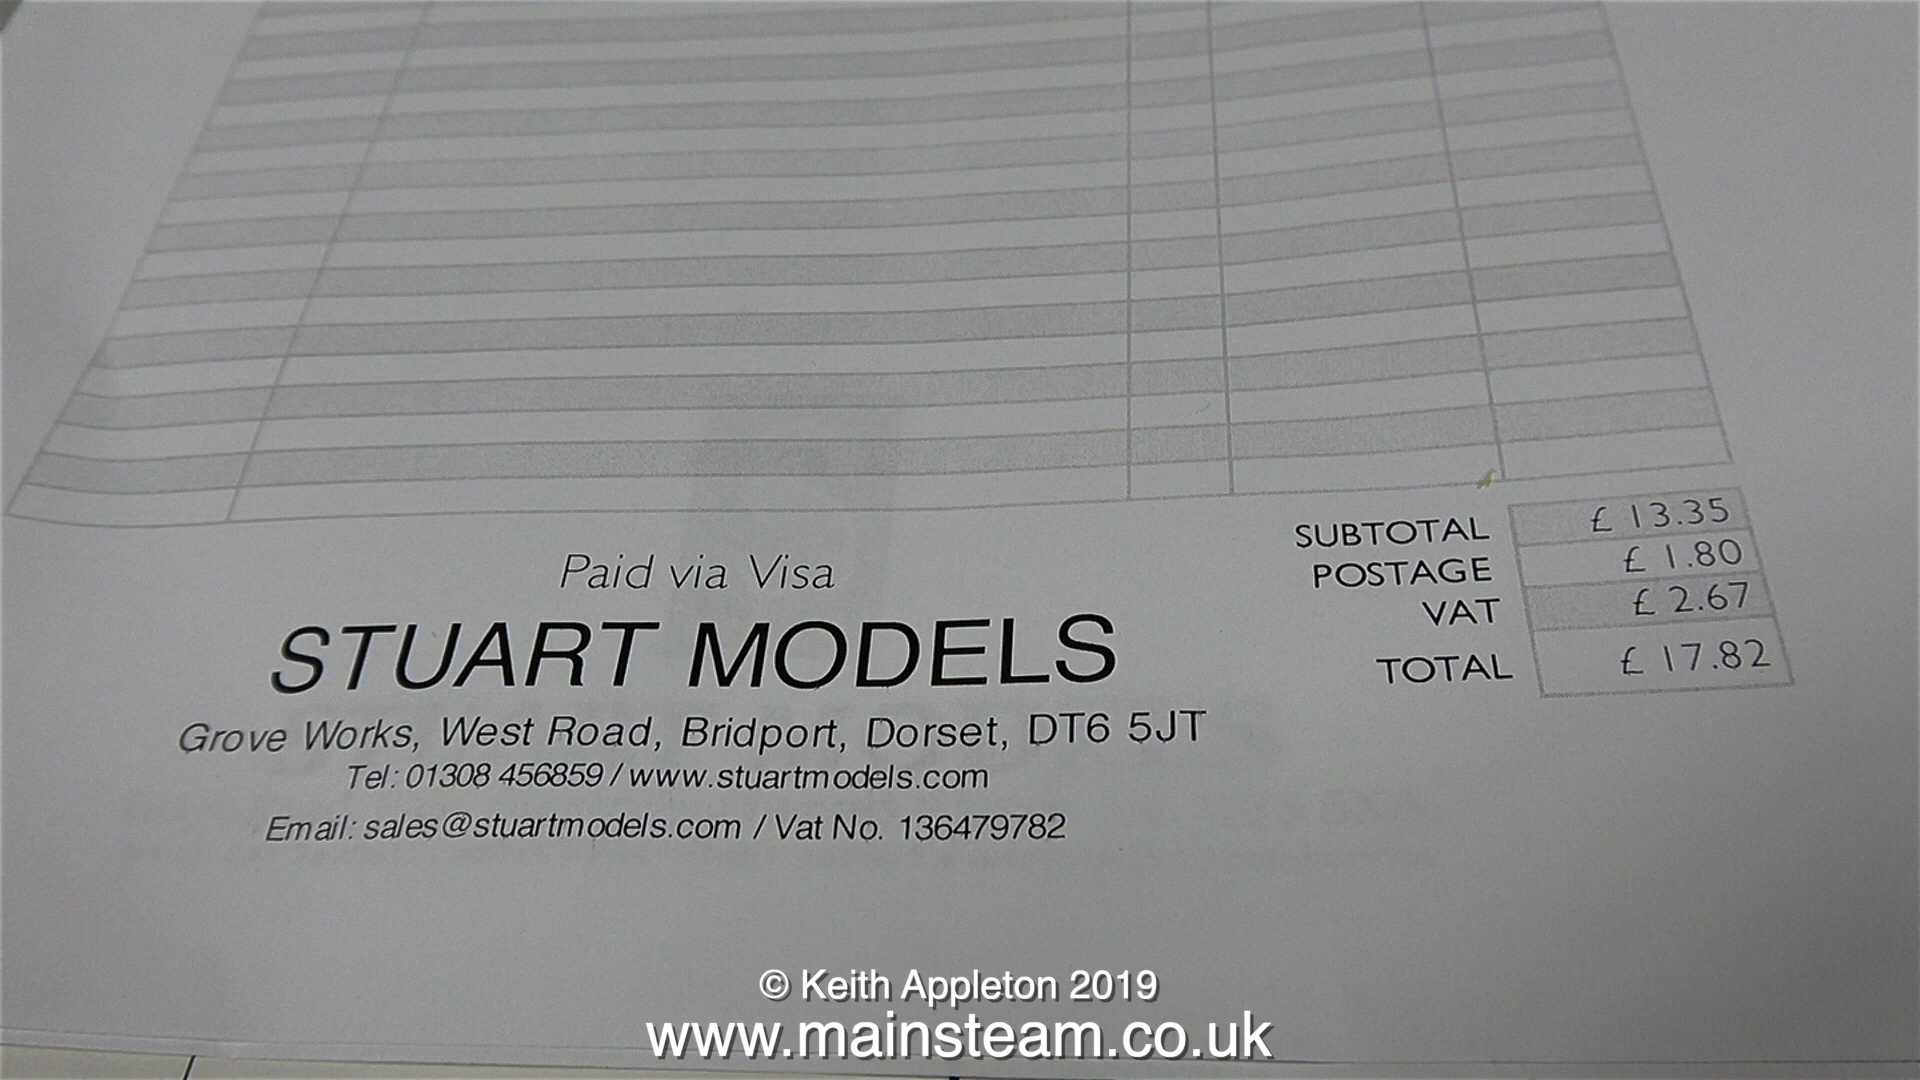 Paid via Visa
STUART MODELS
Grove Works, West Road, Bridport, Dorset, DT6 5JT
Tel: 01308 456859 / www.stuartmodels.com
Email: sales@stuartmodels.com / Vat No. 136479782
SUBTOTAL £ 13.35
POSTAGE £ 1.80
VAT £ 2.67
TOTAL £ 17.82
© Keith Appleton 2019
www.mainsteam.co.uk